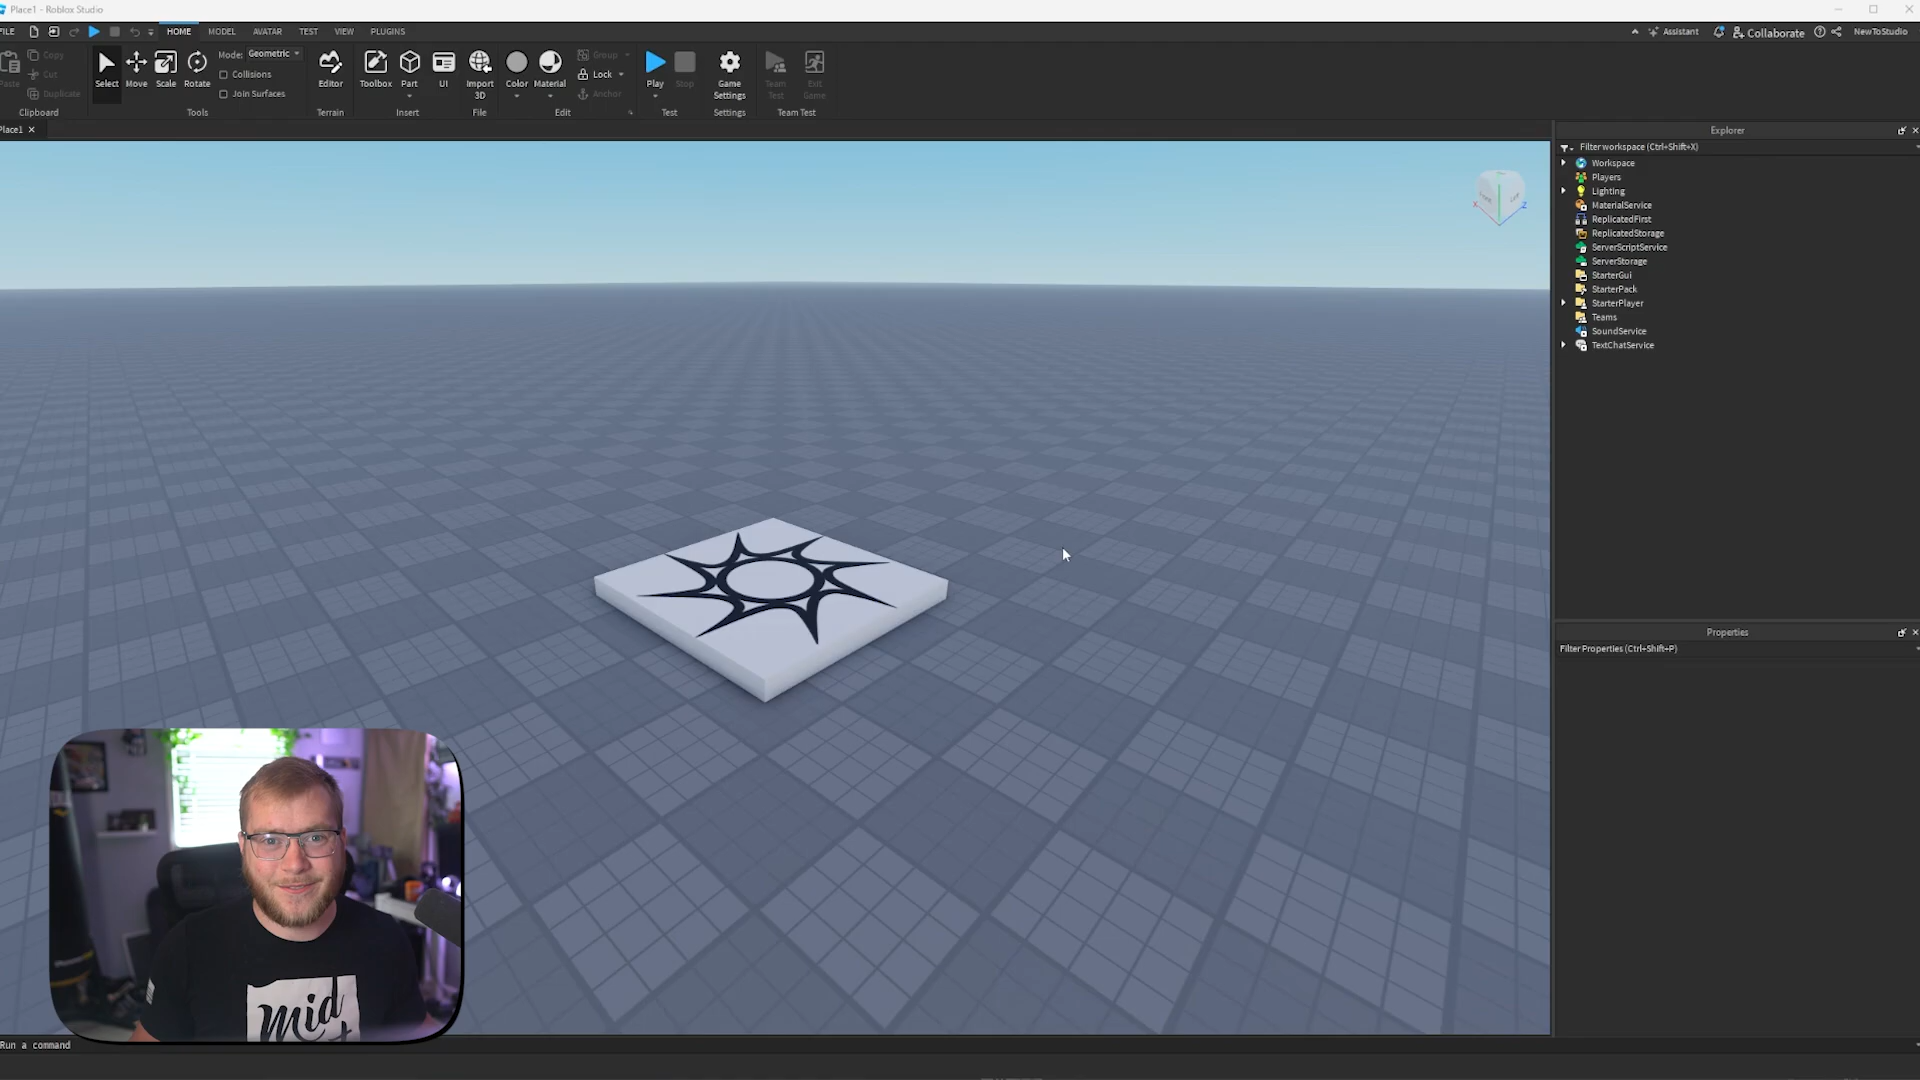 Place1 - Roblox Studio
FILE
HOME
MODEL
AVATAR
TEST
VIEW
PLUGINS
Assistant
Collaborate
NewToStudio
Paste
Copy
Cut
Duplicate
Clipboard
Select
Move
Scale
Rotate
Mode: Geometric
Collisions
Join Surfaces
Tools
Editor
Terrain
Toolbox
Part
UI
Insert
Import
3D
File
Color
Material
Group
Lock
Anchor
Edit
Play
Stop
Test
Game
Settings
Settings
Team
Test
Exit
Game
Team Test
Place1
Explorer
Filter workspace (Ctrl+Shift+X)
Workspace
Players
Lighting
MaterialService
ReplicatedFirst
ReplicatedStorage
ServerScriptService
ServerStorage
StarterGui
StarterPack
StarterPlayer
Teams
SoundService
TextChatService
Properties
Filter Properties (Ctrl+Shift+P)
X
Z
Mid
Run a command